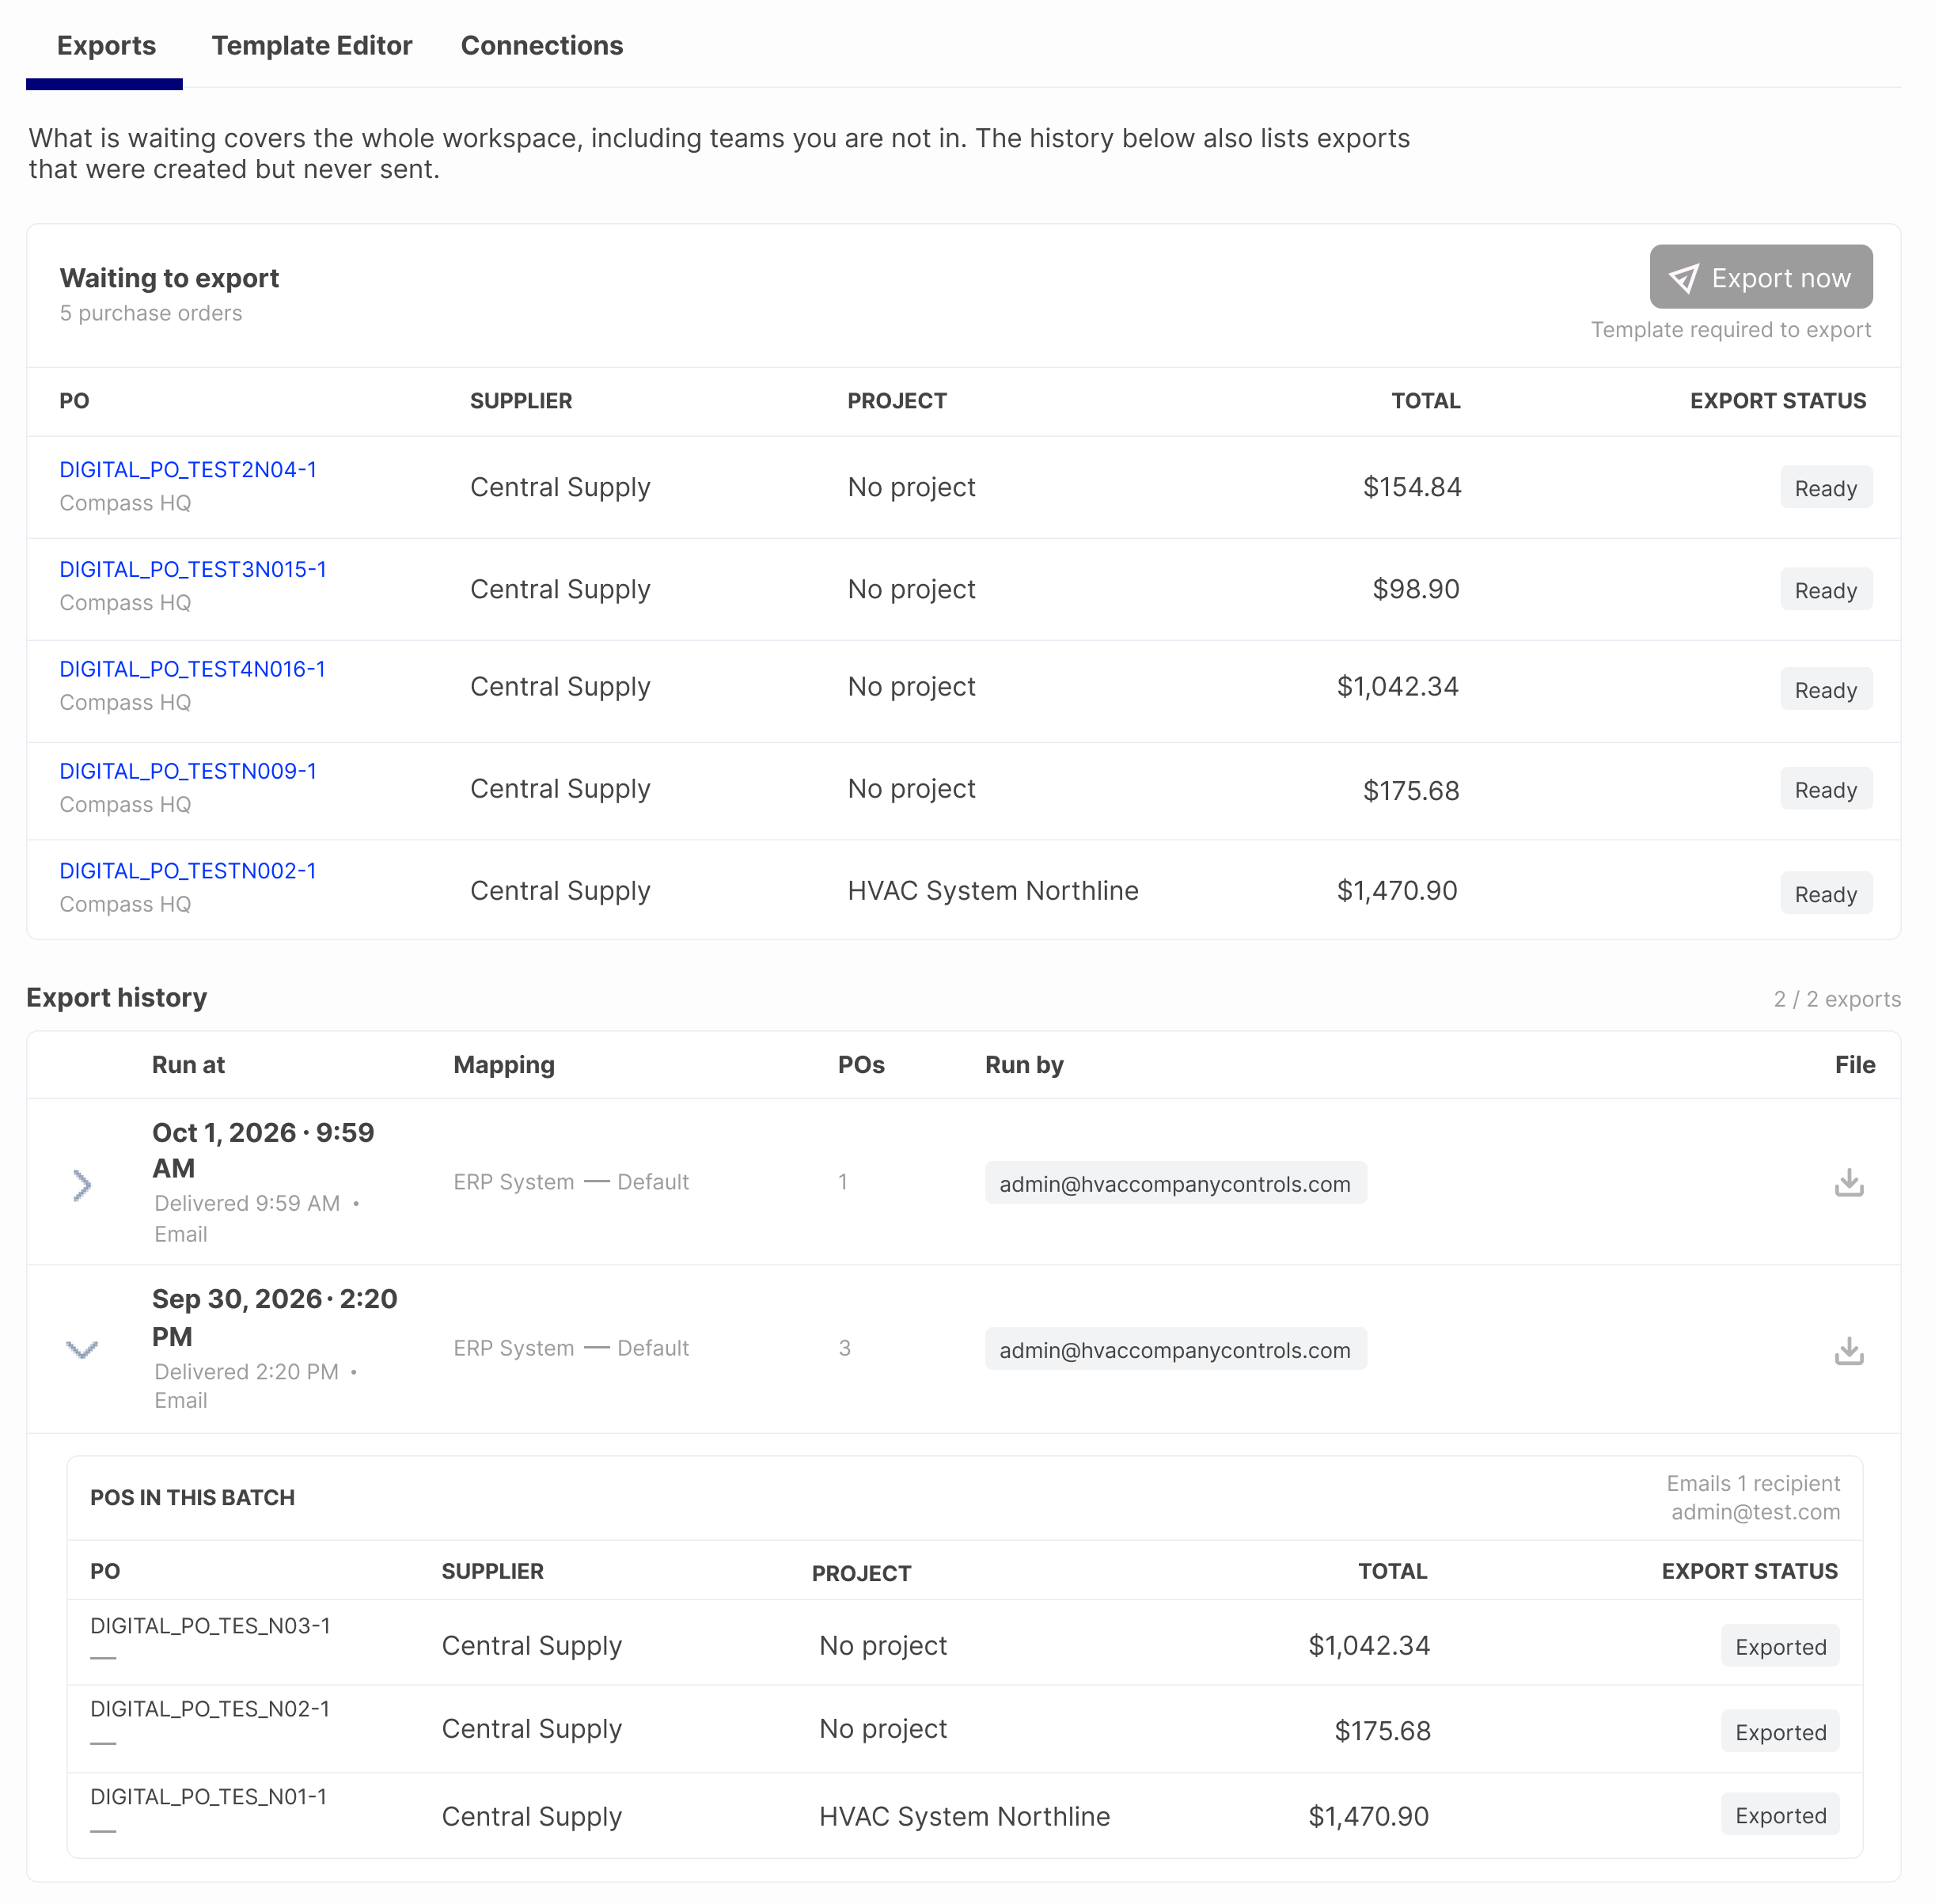 Exports Template Editor Connections
What is waiting covers the whole workspace, including teams you are not in. The history below also lists exports
that were created but never sent.
Waiting to export
5 purchase orders
Export now
Template required to export
PO SUPPLIER PROJECT TOTAL EXPORT STATUS
DIGITAL_PO_TEST2N04-1
Compass HQ
Central Supply No project $154.84 Ready
DIGITAL_PO_TEST3N015-1
Compass HQ
Central Supply No project $98.90 Ready
DIGITAL_PO_TEST4N016-1
Compass HQ
Central Supply No project $1,042.34 Ready
DIGITAL_PO_TESTN009-1
Compass HQ
Central Supply No project $175.68 Ready
DIGITAL_PO_TESTN002-1
Compass HQ
Central Supply HVAC System Northline $1,470.90 Ready
Export history 2 / 2 exports
Run at Mapping POs Run by File
Oct 1, 2026 · 9:59
AM
Delivered 9:59 AM •
Email
ERP System — Default 1 admin@hvaccompanycontrols.com
Sep 30, 2026 · 2:20
PM
Delivered 2:20 PM •
Email
ERP System — Default 3 admin@hvaccompanycontrols.com
POS IN THIS BATCH
Emails 1 recipient
admin@test.com
PO SUPPLIER PROJECT TOTAL EXPORT STATUS
DIGITAL_PO_TES_N03-1
—
Central Supply No project $1,042.34 Exported
DIGITAL_PO_TES_N02-1
—
Central Supply No project $175.68 Exported
DIGITAL_PO_TES_N01-1
—
Central Supply HVAC System Northline $1,470.90 Exported